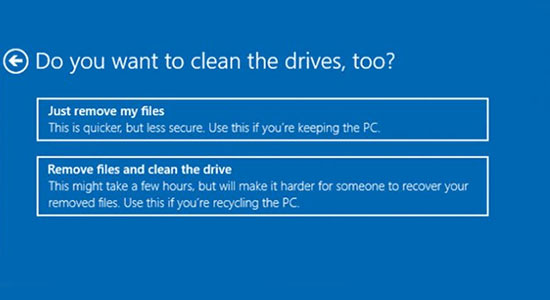 Do you want to clean the drives, too?
Just remove my files
This is quicker, but less secure. Use this if you're keeping the PC.
Remove files and clean the drive
This might take a few hours, but will make it harder for someone to recover your
removed files. Use this if you're recycling the PC.